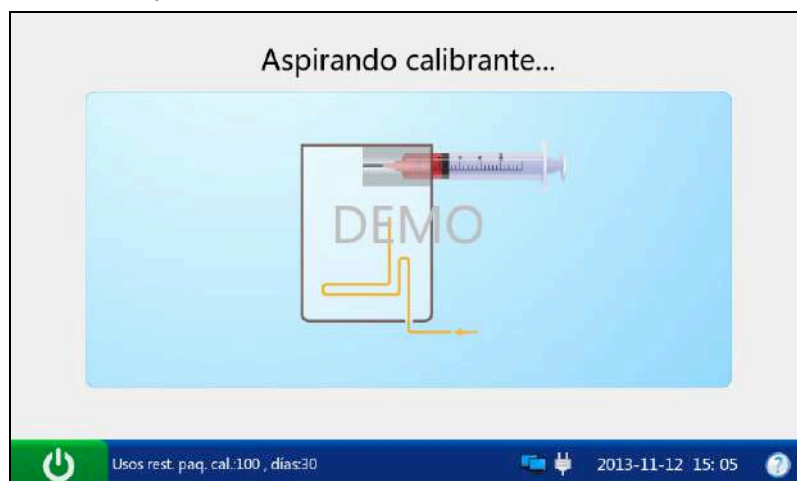 Aspirando calibrante...
DEMO
Usos rest. paq. cal.:100 , días:30
2013-11-12 15: 05
?